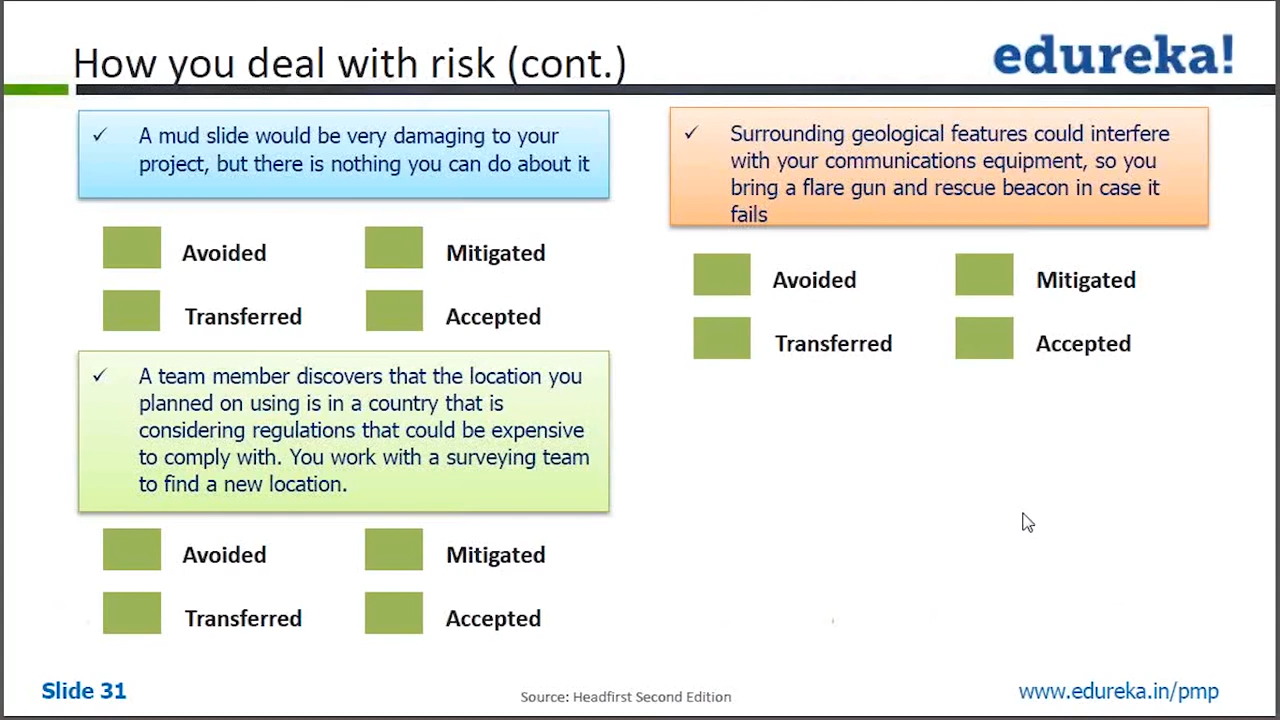 How you deal with risk (cont.)
edureka!
✓ A mud slide would be very damaging to your
project, but there is nothing you can do about it
Avoided Mitigated
Transferred Accepted
✓ A team member discovers that the location you
planned on using is in a country that is
considering regulations that could be expensive
to comply with. You work with a surveying team
to find a new location.
Avoided Mitigated
Transferred Accepted
✓ Surrounding geological features could interfere
with your communications equipment, so you
bring a flare gun and rescue beacon in case it
fails
Avoided Mitigated
Transferred Accepted
Slide 31
Source: Headfirst Second Edition
www.edureka.in/pmp